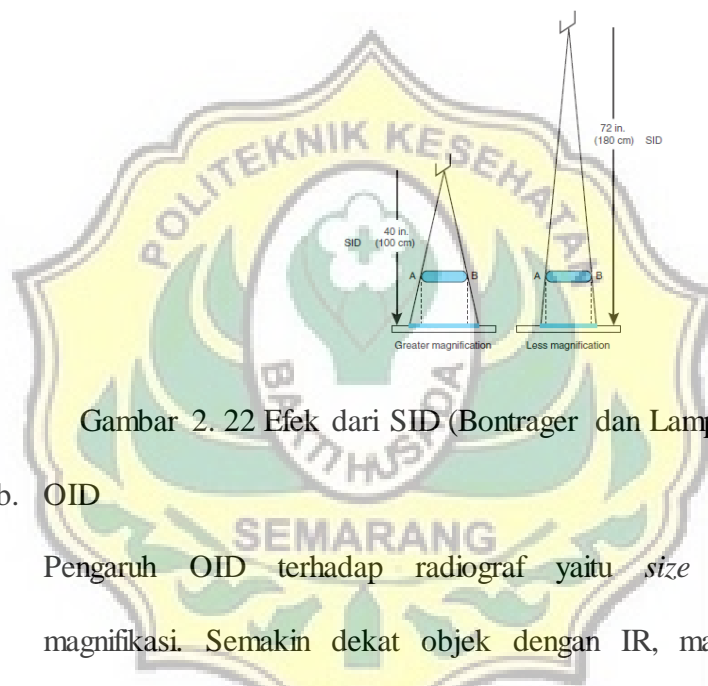 POLITEKNIK KESEHATAN
72 in.
(180 cm) SID
40 in.
SID (100 cm)
A B A B
Greater magnification Less magnification
BAKTI HUSADA
Gambar 2. 22 Efek dari SID (Bontrager dan Lamp
b. OID
SEMARANG
Pengaruh OID terhadap radiograf yaitu size
magnifikasi. Semakin dekat objek dengan IR, ma